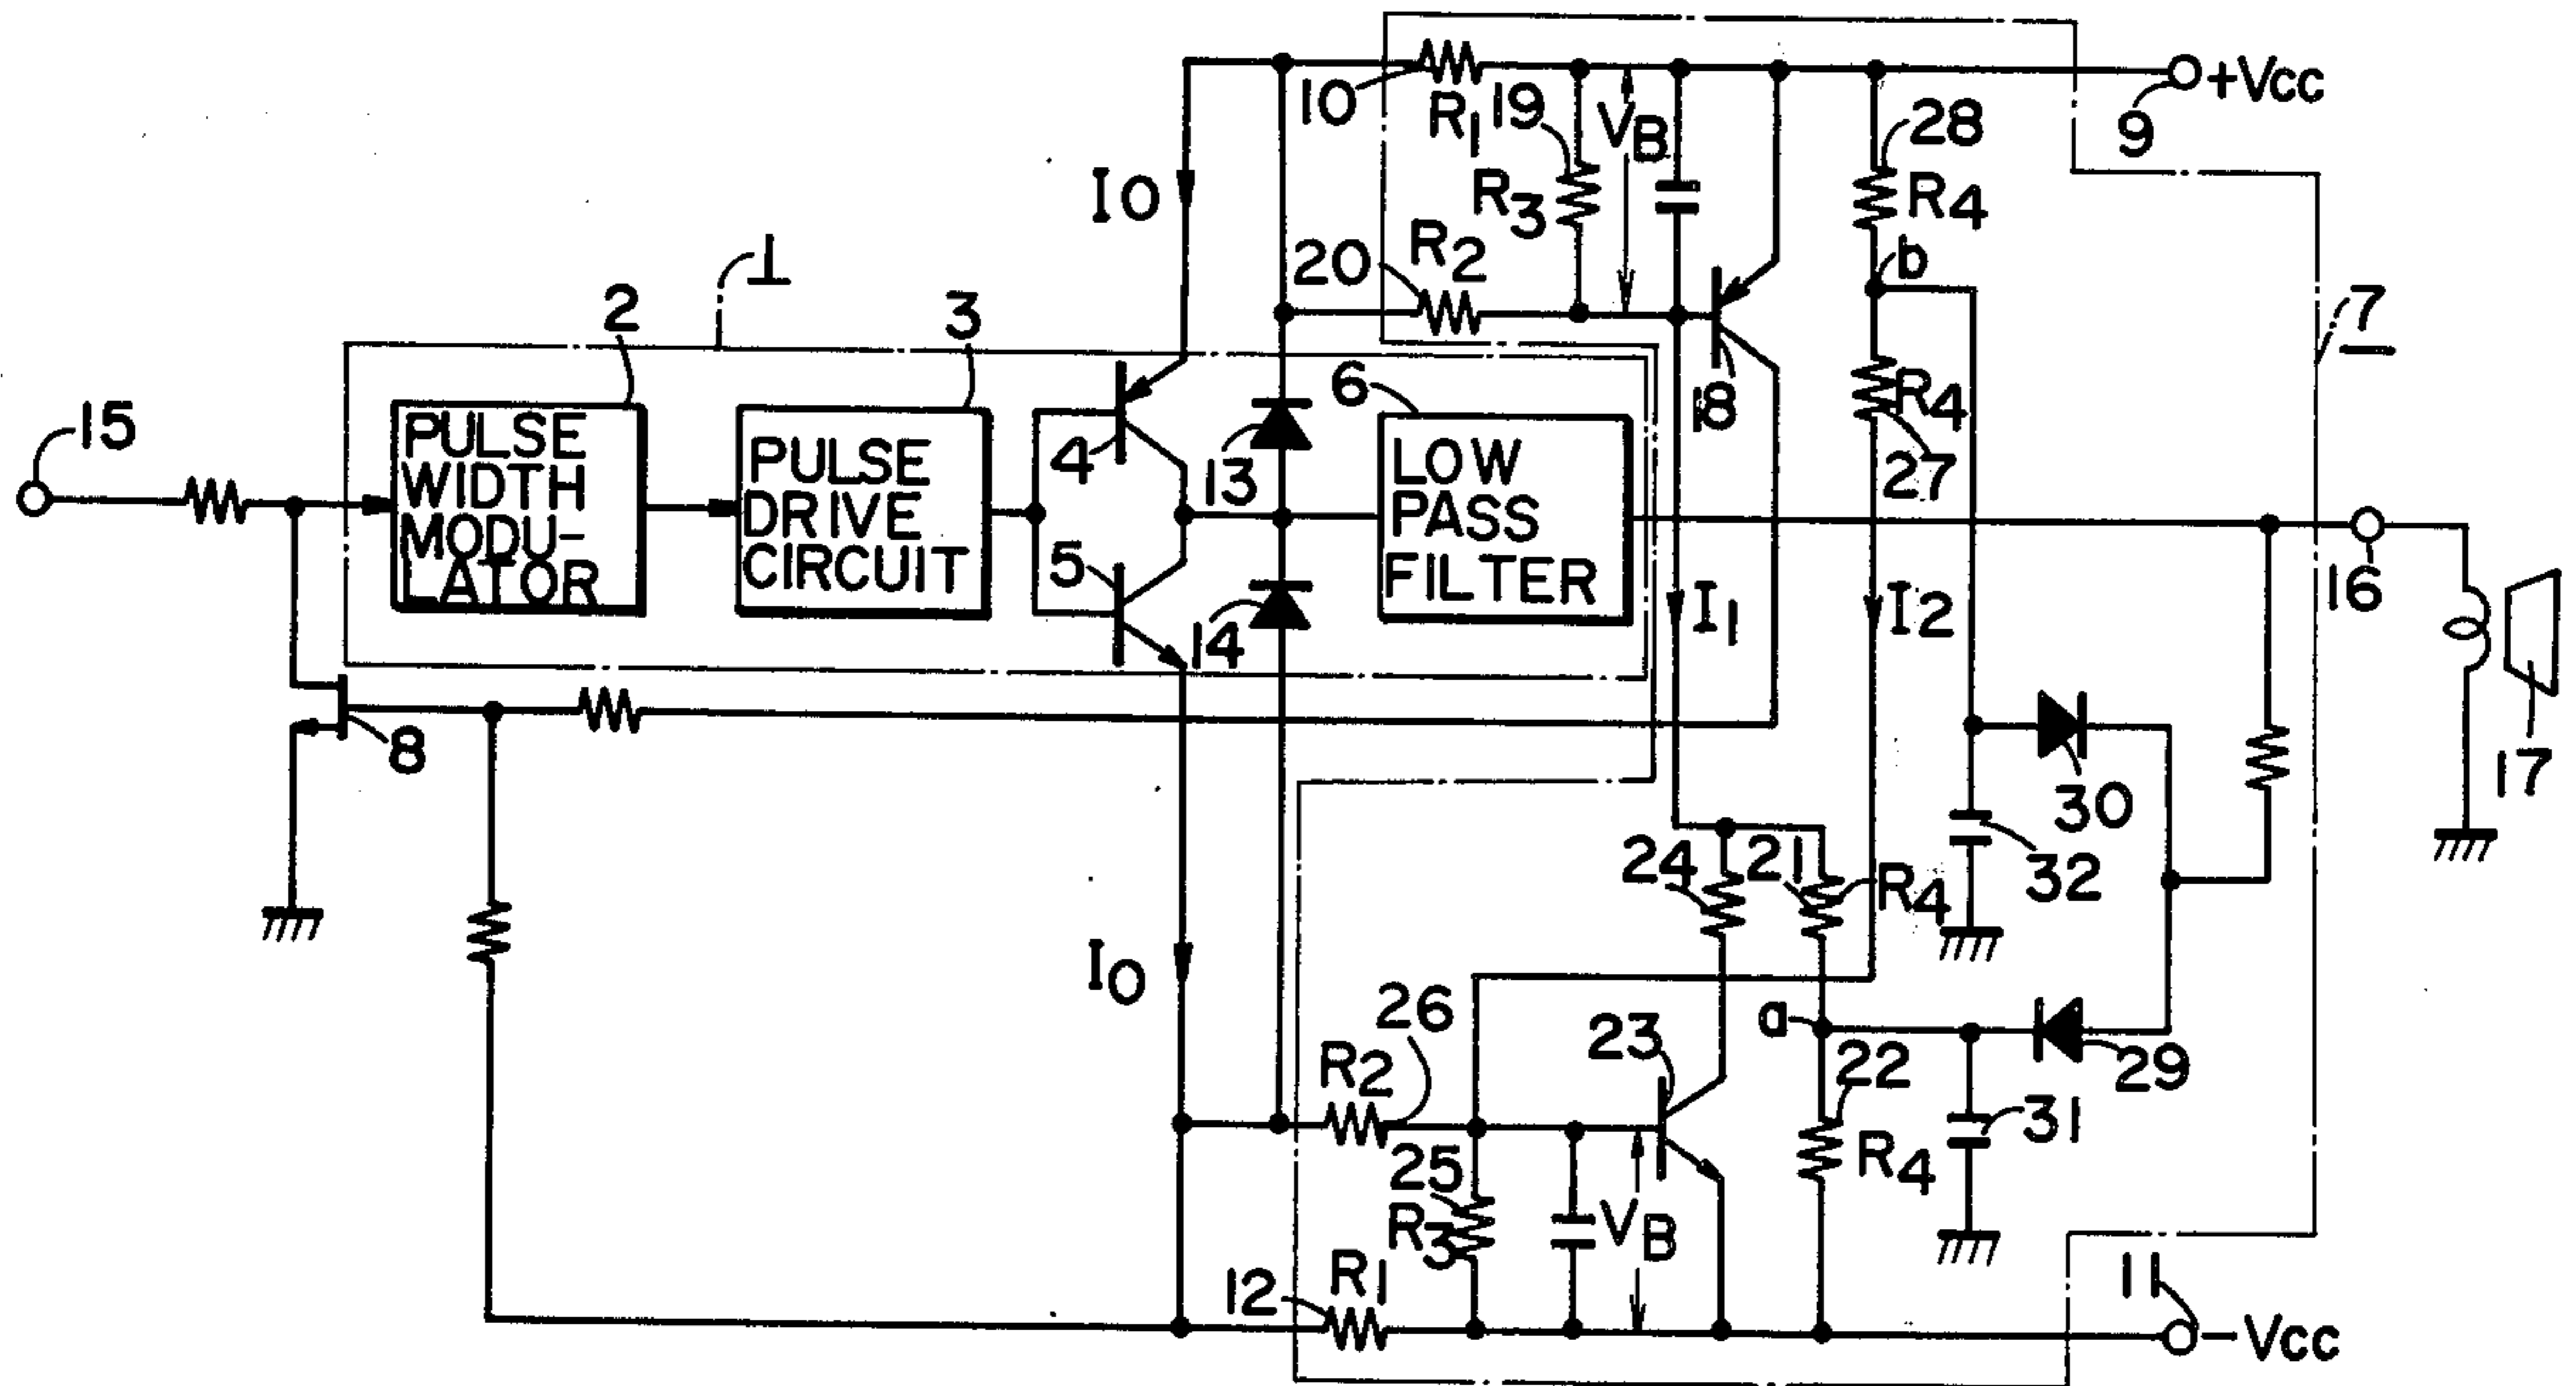 +Vcc
9
10
R1
19
VB
28
R3
R4
IO
20
R2
b
1
2
3
7
6
18
R4
27
15
PULSE
WIDTH
MODU-
LATOR
PULSE
DRIVE
CIRCUIT
4
13
LOW
PASS
FILTER
5
14
I1
I2
16
8
17
30
24
21
R4
32
IO
26
a
23
R2
22
29
25
R4
31
R3
VB
12
R1
11
-Vcc